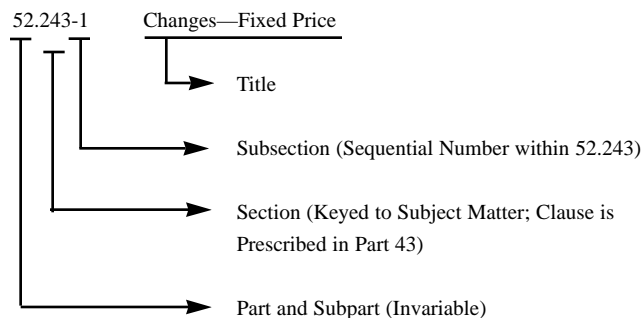 52.243-1 Changes—Fixed Price
Title
Subsection (Sequential Number within 52.243)
Section (Keyed to Subject Matter; Clause is
Prescribed in Part 43)
Part and Subpart (Invariable)